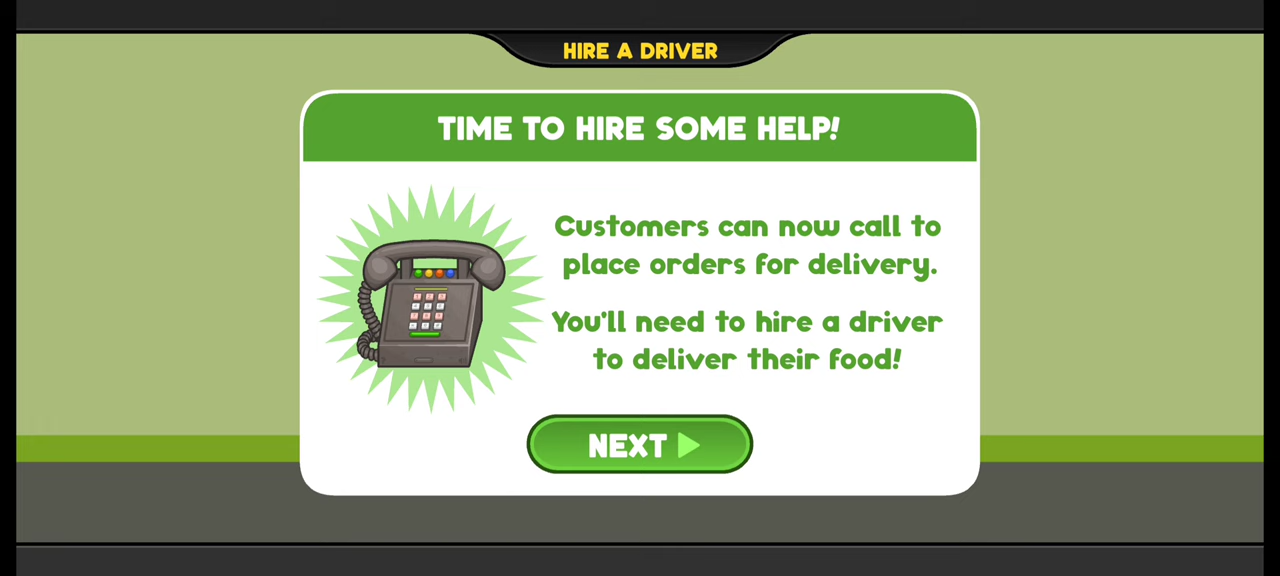 HIRE A DRIVER
TIME TO HIRE SOME HELP!
Customers can now call to
place orders for delivery.
You'll need to hire a driver
to deliver their food!
NEXT